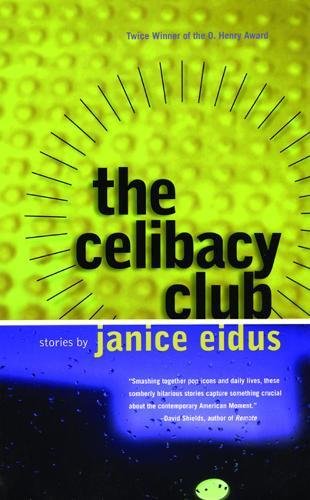 Twice Winner of the O. Henry Award
the
celibacy
club
stories by janice eidus
"Smashing together pop icons and daily lives, these
somberly hilarious stories capture something crucial
about the contemporary American Moment."
—David Shields, author of Remote